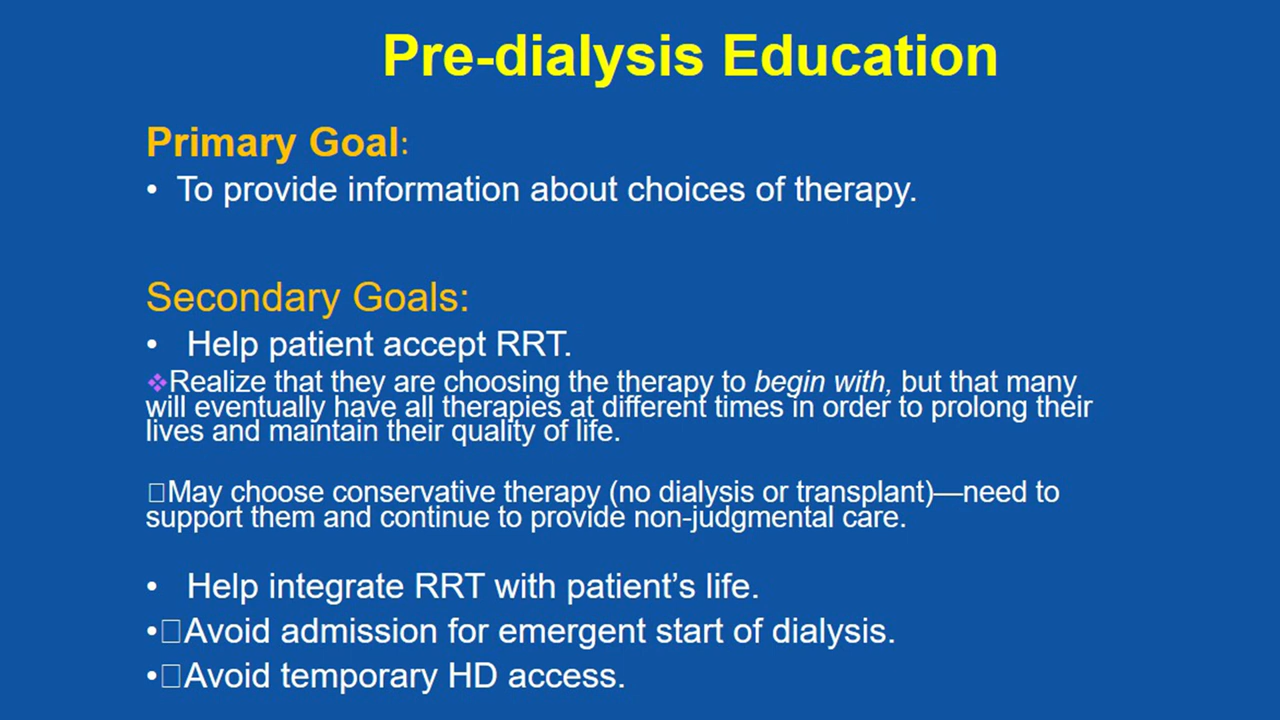 Pre-dialysis Education
Primary Goal:
• To provide information about choices of therapy.
Secondary Goals:
• Help patient accept RRT.
❖Realize that they are choosing the therapy to begin with, but that many
will eventually have all therapies at different times in order to prolong their
lives and maintain their quality of life.
□May choose conservative therapy (no dialysis or transplant)—need to
support them and continue to provide non-judgmental care.
• Help integrate RRT with patient’s life.
•□Avoid admission for emergent start of dialysis.
•□Avoid temporary HD access.